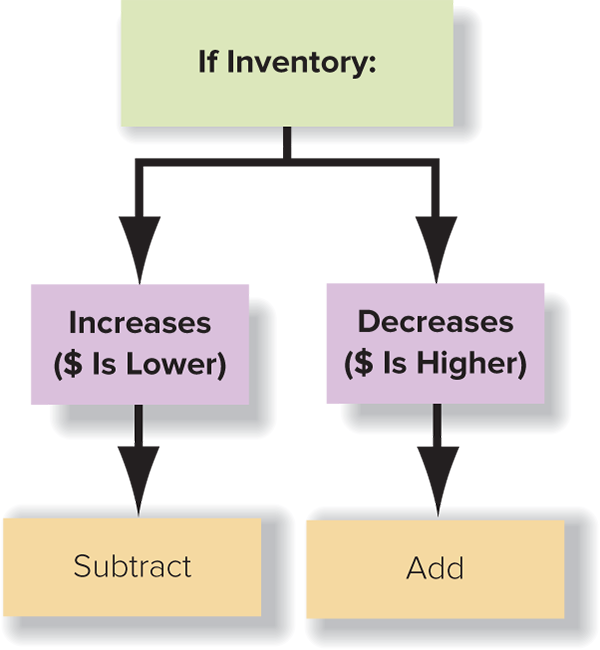 If Inventory:
Increases
($ Is Lower)
Decreases
($ Is Higher)
Subtract
Add